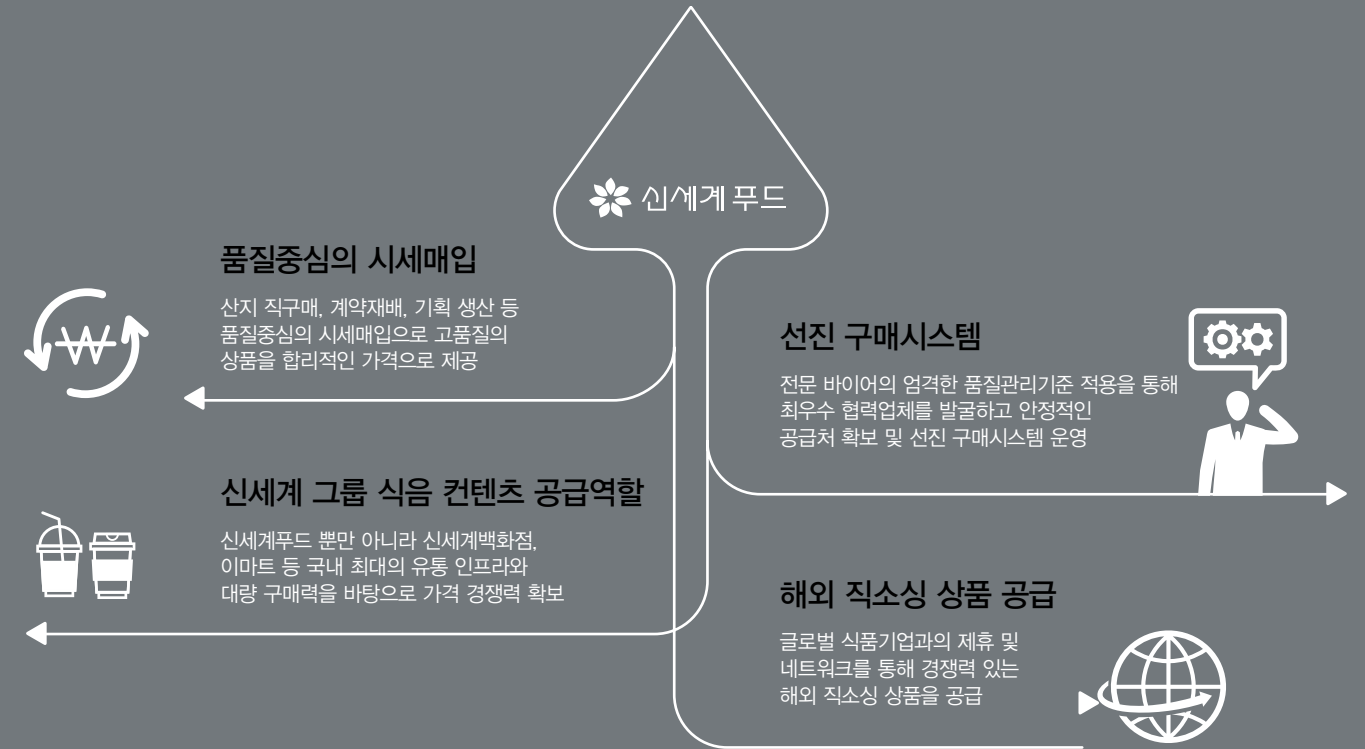 신세계푸드
품질중심의 시세매입
산지 직구매, 계약재배, 기획 생산 등
품질중심의 시세매입으로 고품질의
상품을 합리적인 가격으로 제공
선진 구매시스템
전문 바이어의 엄격한 품질관리기준 적용을 통해
최우수 협력업체를 발굴하고 안정적인
공급처 확보 및 선진 구매시스템 운영
신세계 그룹 식음 컨텐츠 공급역할
신세계푸드 뿐만 아니라 신세계백화점,
이마트 등 국내 최대의 유통 인프라와
대량 구매력을 바탕으로 가격 경쟁력 확보
해외 직소싱 상품 공급
글로벌 식품기업과의 제휴 및
네트워크를 통해 경쟁력 있는
해외 직소싱 상품을 공급